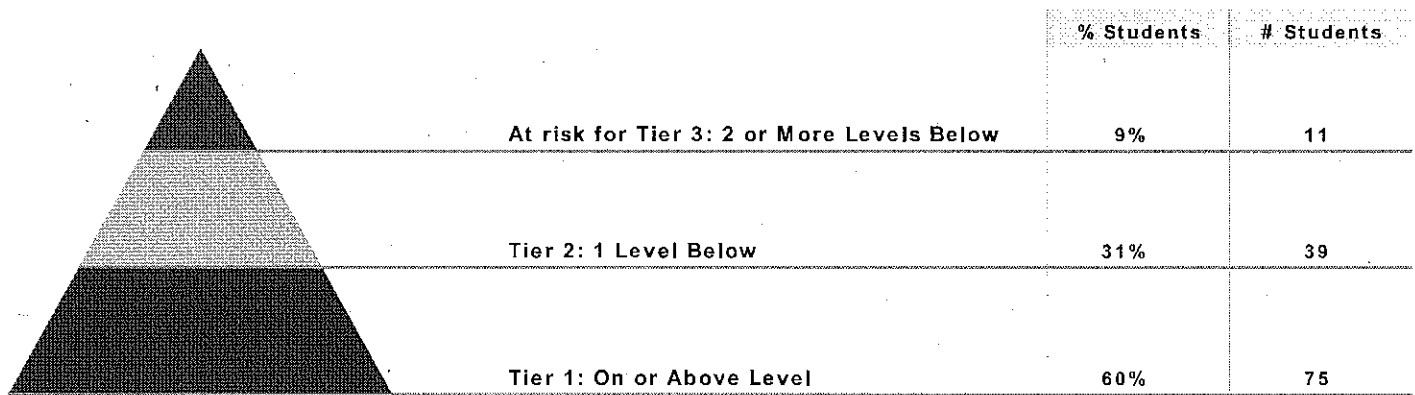 % Students # Students
At risk for Tier 3: 2 or More Levels Below 9% 11
Tier 2: 1 Level Below 31% 39
Tier 1: On or Above Level 60% 75